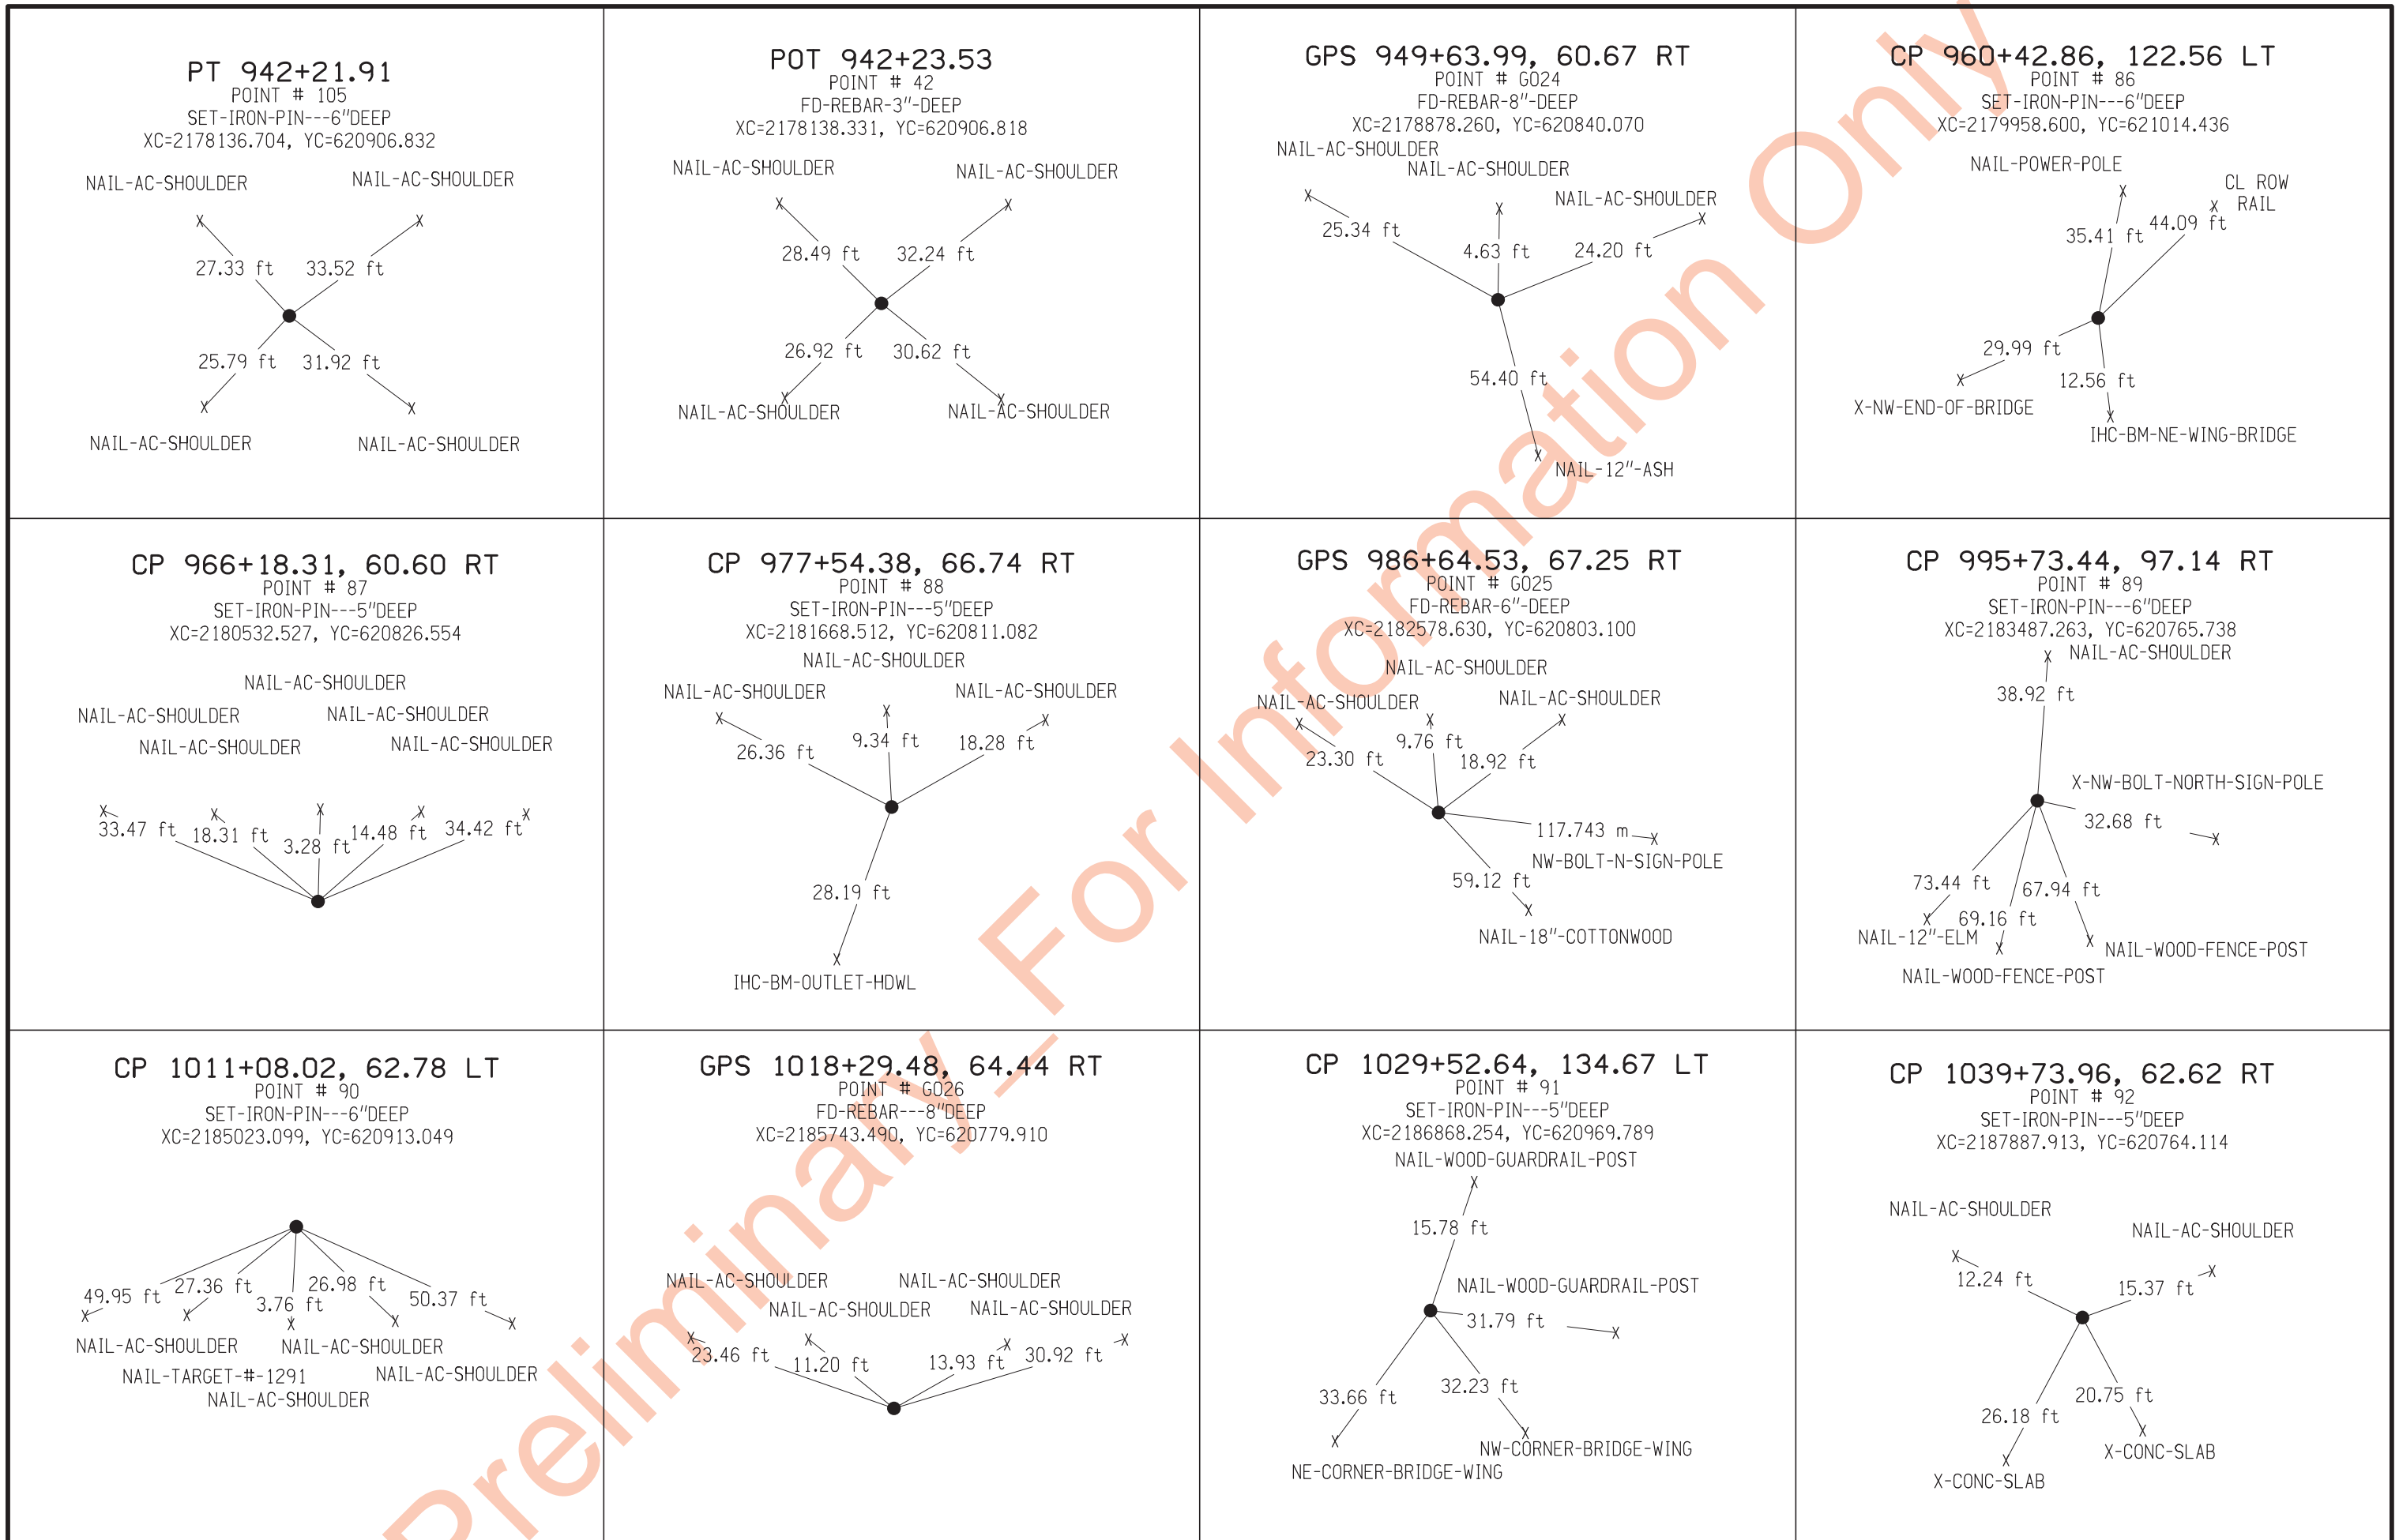 PT 942+21.91
POINT # 105
SET-IRON-PIN---6"DEEP
XC=2178136.704, YC=620906.832
NAIL-AC-SHOULDER
NAIL-AC-SHOULDER
27.33 ft
33.52 ft
25.79 ft
31.92 ft
NAIL-AC-SHOULDER
NAIL-AC-SHOULDER
POT 942+23.53
POINT # 42
FD-REBAR-3"-DEEP
XC=2178138.331, YC=620906.818
NAIL-AC-SHOULDER
NAIL-AC-SHOULDER
28.49 ft
32.24 ft
26.92 ft
30.62 ft
NAIL-AC-SHOULDER
NAIL-AC-SHOULDER
GPS 949+63.99, 60.67 RT
POINT # GO24
FD-REBAR-8"-DEEP
XC=2178878.260, YC=620840.070
NAIL-AC-SHOULDER
NAIL-AC-SHOULDER
NAIL-AC-SHOULDER
25.34 ft
4.63 ft
24.20 ft
54.40 ft
NAIL-12"-ASH
CP 960+42.86, 122.56 LT
POINT # 86
SET-IRON-PIN---6"DEEP
XC=2179958.600, YC=621014.436
NAIL-POWER-POLE
CL ROW
RAIL
35.41 ft
44.09 ft
29.99 ft
12.56 ft
X-NW-END-OF-BRIDGE
IHC-BM-NE-WING-BRIDGE
CP 966+18.31, 60.60 RT
POINT # 87
SET-IRON-PIN---5"DEEP
XC=2180532.527, YC=620826.554
NAIL-AC-SHOULDER
NAIL-AC-SHOULDER
NAIL-AC-SHOULDER
NAIL-AC-SHOULDER
NAIL-AC-SHOULDER
33.47 ft
18.31 ft
3.28 ft
14.48 ft
34.42 ft
CP 977+54.38, 66.74 RT
POINT # 88
SET-IRON-PIN---5"DEEP
XC=2181668.512, YC=620811.082
NAIL-AC-SHOULDER
NAIL-AC-SHOULDER
NAIL-AC-SHOULDER
26.36 ft
9.34 ft
18.28 ft
28.19 ft
IHC-BM-OUTLET-HDWL
GPS 986+64.53, 67.25 RT
POINT # GO25
FD-REBAR-6"-DEEP
XC=2182578.630, YC=620803.100
NAIL-AC-SHOULDER
NAIL-AC-SHOULDER
NAIL-AC-SHOULDER
23.30 ft
9.76 ft
18.92 ft
117.743 m
NW-BOLT-N-SIGN-POLE
59.12 ft
NAIL-18"-COTTONWOOD
CP 995+73.44, 97.14 RT
POINT # 89
SET-IRON-PIN---6"DEEP
XC=2183487.263, YC=620765.738
NAIL-AC-SHOULDER
38.92 ft
X-NW-BOLT-NORTH-SIGN-POLE
32.68 ft
73.44 ft
67.94 ft
69.16 ft
NAIL-12"-ELM
NAIL-WOOD-FENCE-POST
NAIL-WOOD-FENCE-POST
CP 1011+08.02, 62.78 LT
POINT # 90
SET-IRON-PIN---6"DEEP
XC=2185023.099, YC=620913.049
49.95 ft
27.36 ft
3.76 ft
26.98 ft
50.37 ft
NAIL-AC-SHOULDER
NAIL-AC-SHOULDER
NAIL-TARGET-#-1291
NAIL-AC-SHOULDER
NAIL-AC-SHOULDER
GPS 1018+29.48, 64.44 RT
POINT # GO26
FD-REBAR---8"DEEP
XC=2185743.490, YC=620779.910
NAIL-AC-SHOULDER
NAIL-AC-SHOULDER
NAIL-AC-SHOULDER
NAIL-AC-SHOULDER
23.46 ft
11.20 ft
13.93 ft
30.92 ft
CP 1029+52.64, 134.67 LT
POINT # 91
SET-IRON-PIN---5"DEEP
XC=2186868.254, YC=620969.789
NAIL-WOOD-GUARDRAIL-POST
15.78 ft
NAIL-WOOD-GUARDRAIL-POST
31.79 ft
33.66 ft
32.23 ft
NW-CORNER-BRIDGE-WING
NE-CORNER-BRIDGE-WING
CP 1039+73.96, 62.62 RT
POINT # 92
SET-IRON-PIN---5"DEEP
XC=2187887.913, YC=620764.114
NAIL-AC-SHOULDER
NAIL-AC-SHOULDER
12.24 ft
15.37 ft
26.18 ft
20.75 ft
X-CONC-SLAB
X-CONC-SLAB
Preliminary_For Information Only